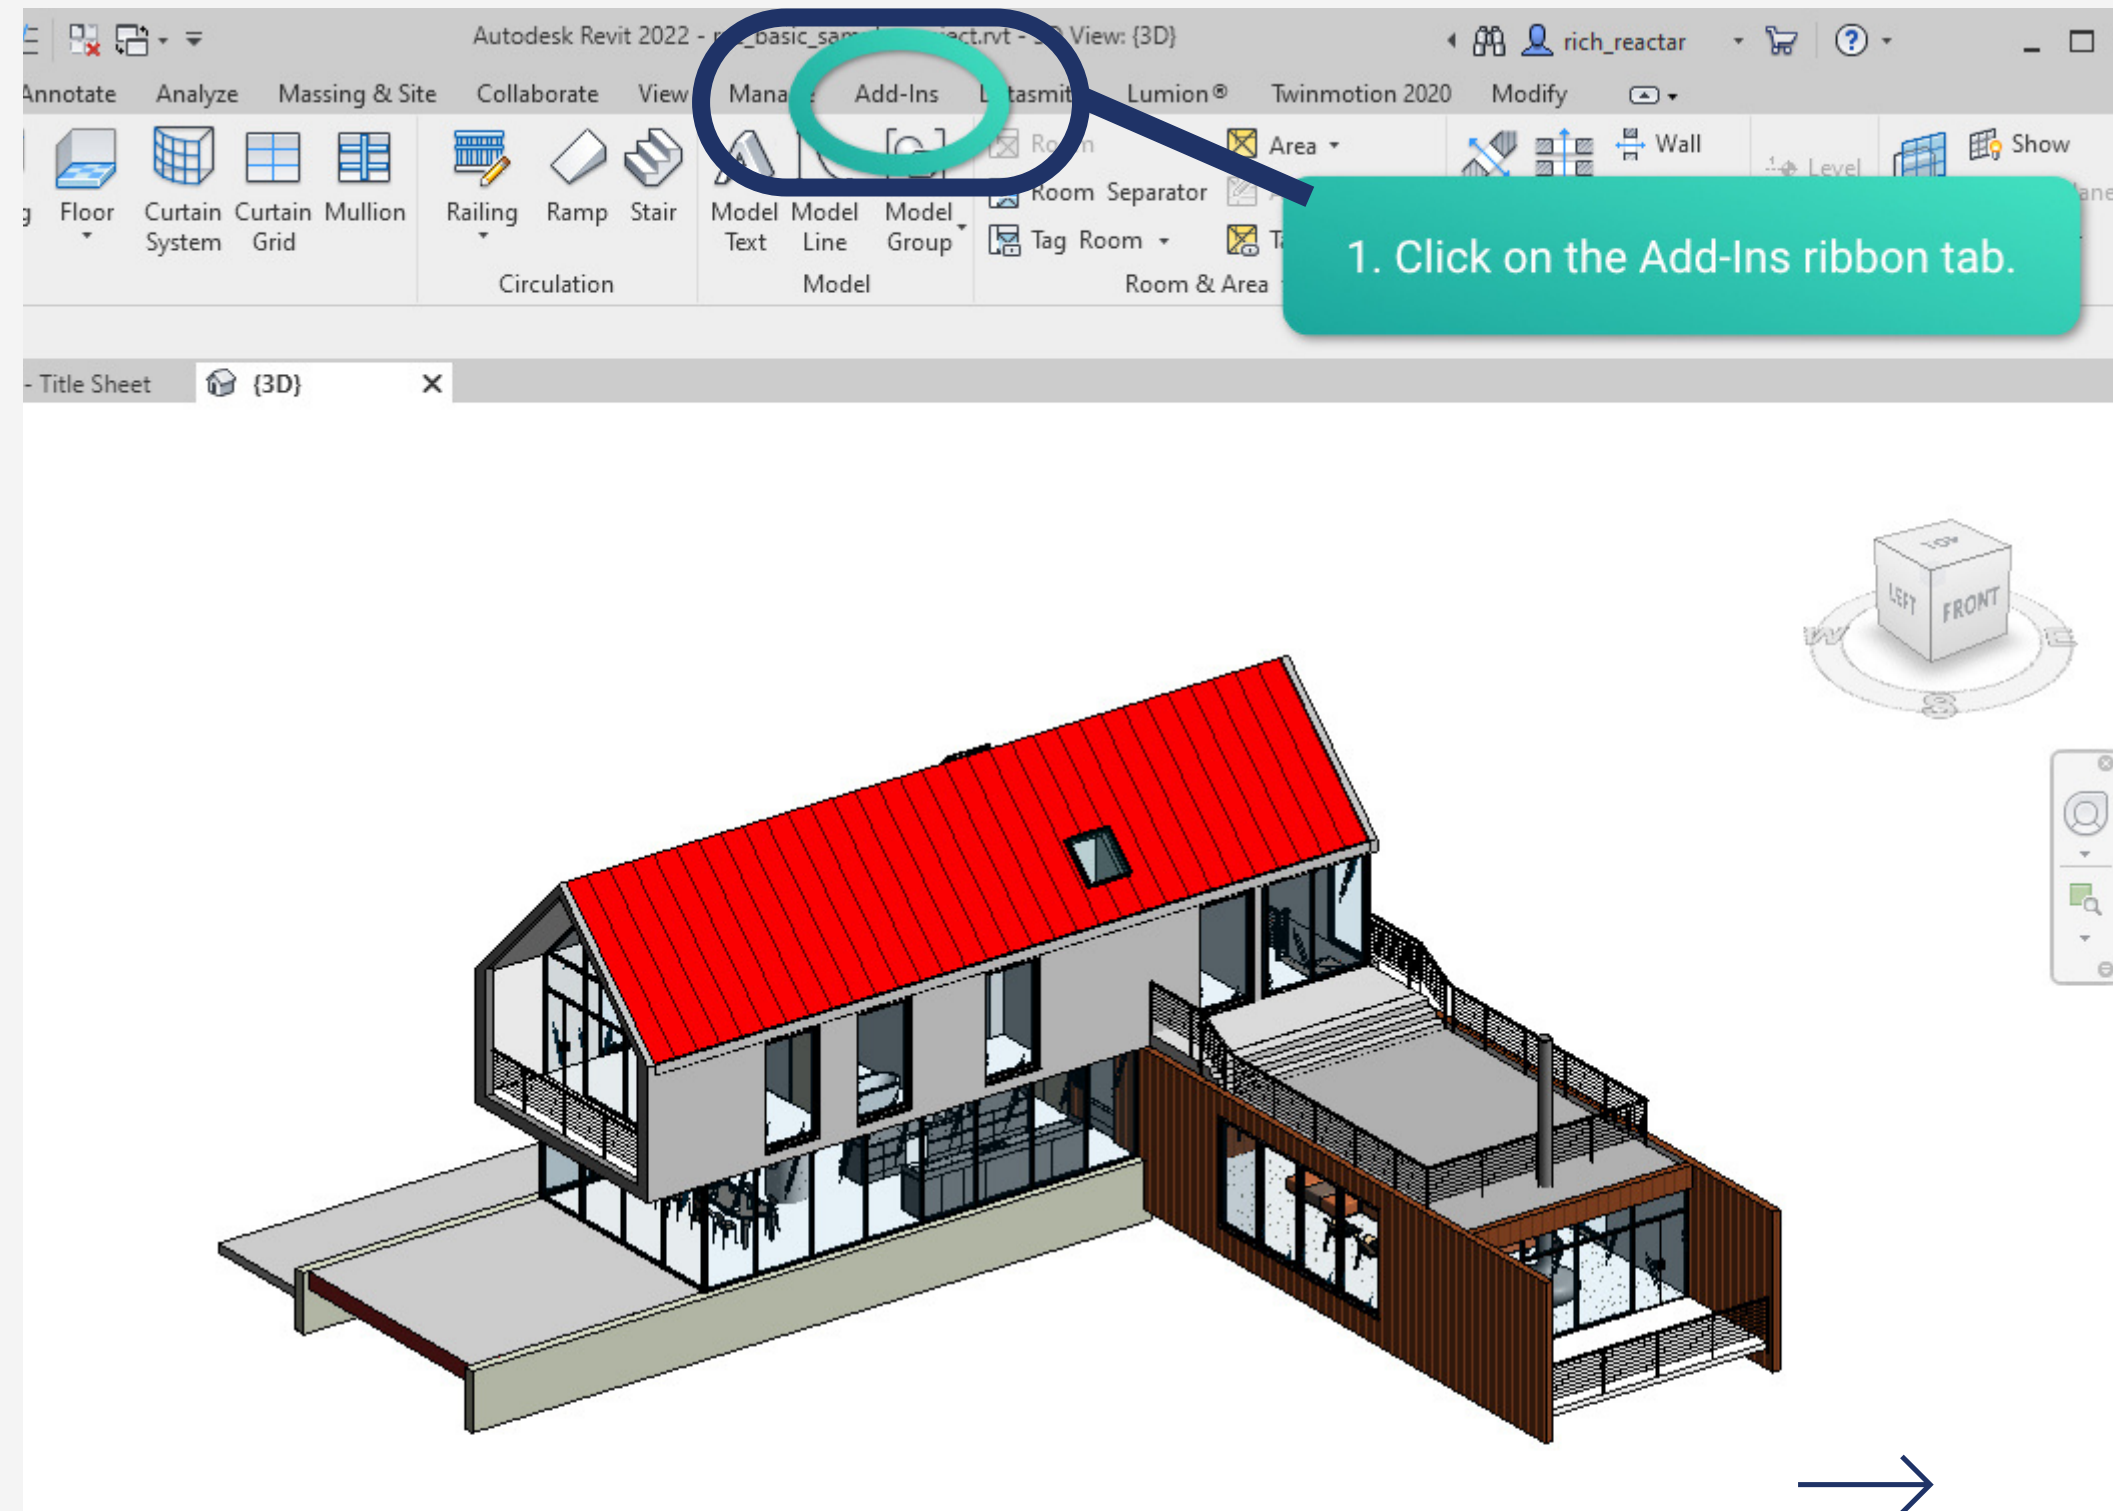 Autodesk Revit 2022 - View: {3D}
rich_reactar
Annotate Analyze Massing & Site Collaborate View Add-Ins Lumion® Twinmotion 2020 Modify
Area
Wall
Show
Level
Room Separator
Floor Curtain System Curtain Grid Mullion Railing Ramp Stair Model Text Model Line Model Group
Tag Room
Circulation Model Room & Area
1. Click on the Add-Ins ribbon tab.
- Title Sheet {3D}
TOP
LEFT FRONT
W E
S